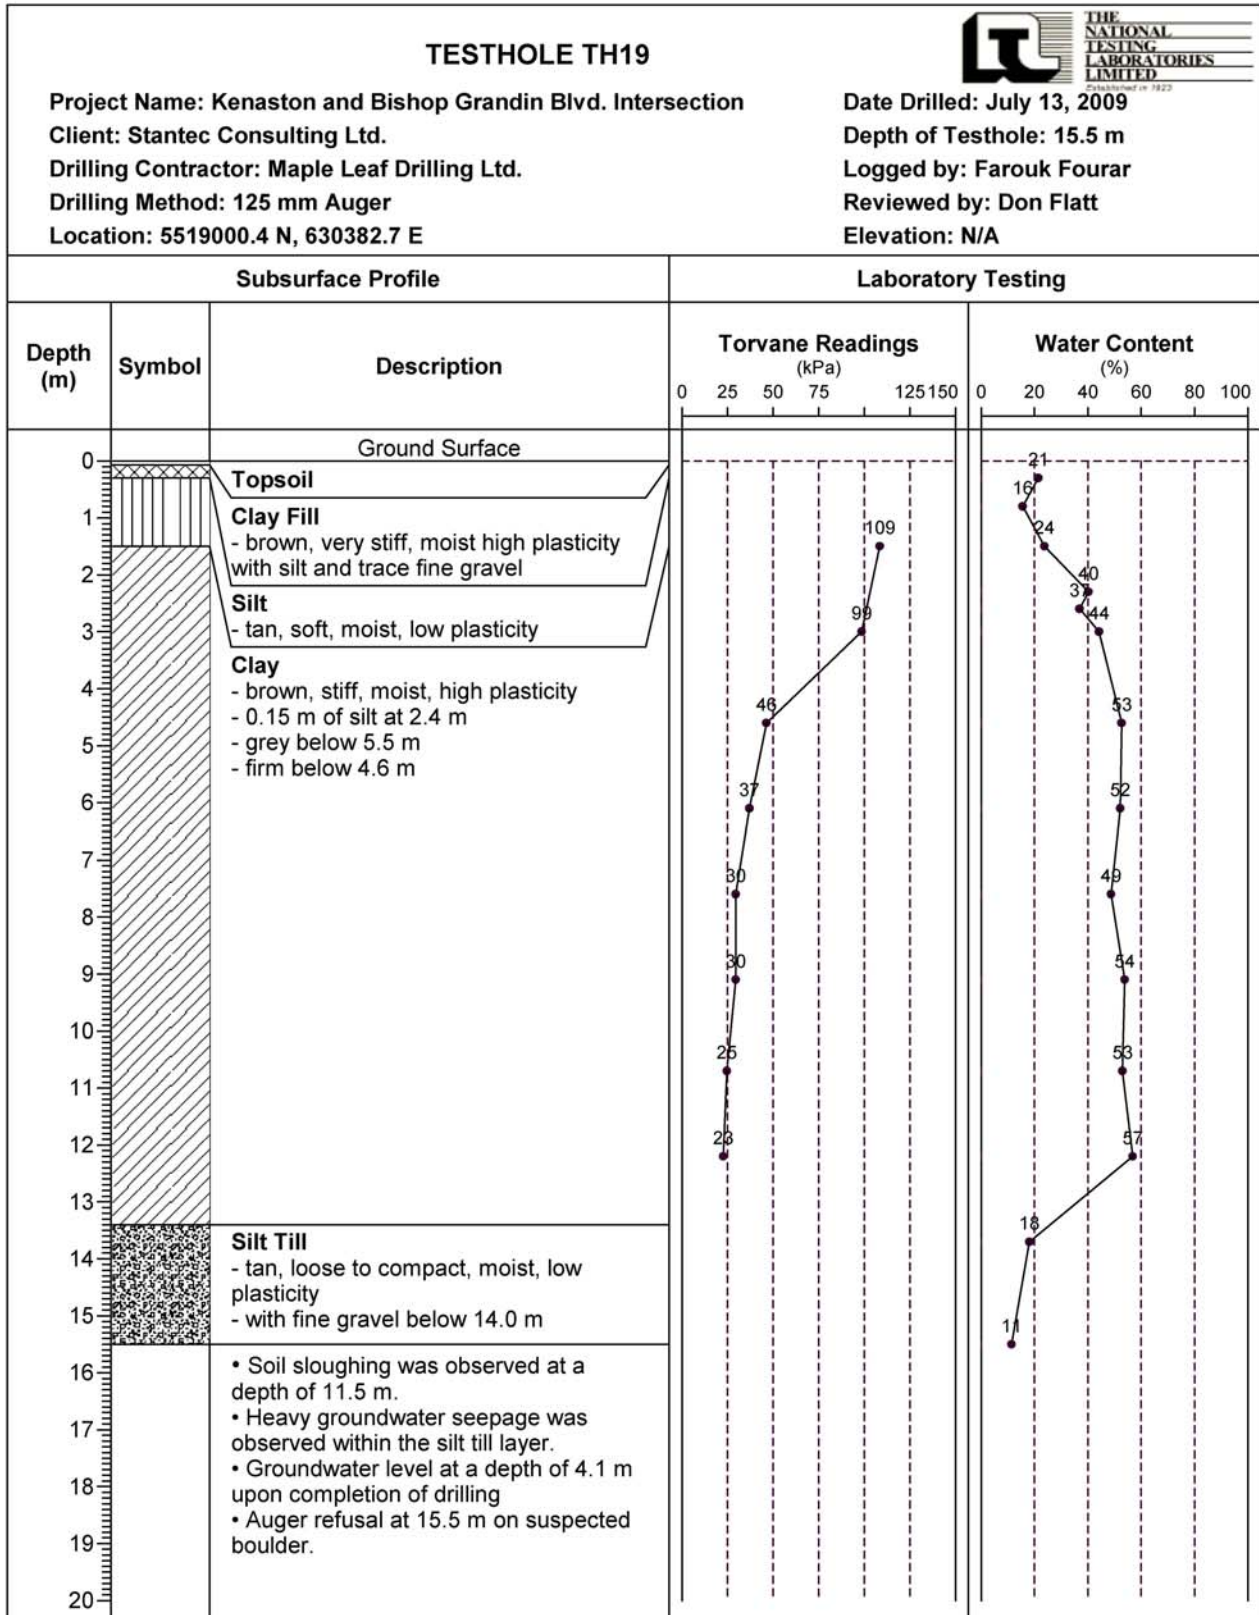 TESTHOLE TH19
THE
NATIONAL
TESTING
LABORATORIES
LIMITED
Established in 1923
Project Name: Kenaston and Bishop Grandin Blvd. Intersection
Client: Stantec Consulting Ltd.
Drilling Contractor: Maple Leaf Drilling Ltd.
Drilling Method: 125 mm Auger
Location: 5519000.4 N, 630382.7 E
Date Drilled: July 13, 2009
Depth of Testhole: 15.5 m
Logged by: Farouk Fourar
Reviewed by: Don Flatt
Elevation: N/A
Subsurface Profile
Laboratory Testing
Depth
(m)
Symbol
Description
Torvane Readings
(kPa)
0 25 50 75 125 150
Water Content
(%)
0 20 40 60 80 100
Ground Surface
Topsoil
Clay Fill
- brown, very stiff, moist high plasticity
with silt and trace fine gravel
Silt
- tan, soft, moist, low plasticity
Clay
- brown, stiff, moist, high plasticity
- 0.15 m of silt at 2.4 m
- grey below 5.5 m
- firm below 4.6 m
Silt Till
- tan, loose to compact, moist, low
plasticity
- with fine gravel below 14.0 m
• Soil sloughing was observed at a
depth of 11.5 m.
• Heavy groundwater seepage was
observed within the silt till layer.
• Groundwater level at a depth of 4.1 m
upon completion of drilling
• Auger refusal at 15.5 m on suspected
boulder.
0
1
2
3
4
5
6
7
8
9
10
11
12
13
14
15
16
17
18
19
20
109
99
46
37
30
30
25
23
21
16
24
40
37
44
53
52
49
54
53
57
18
11